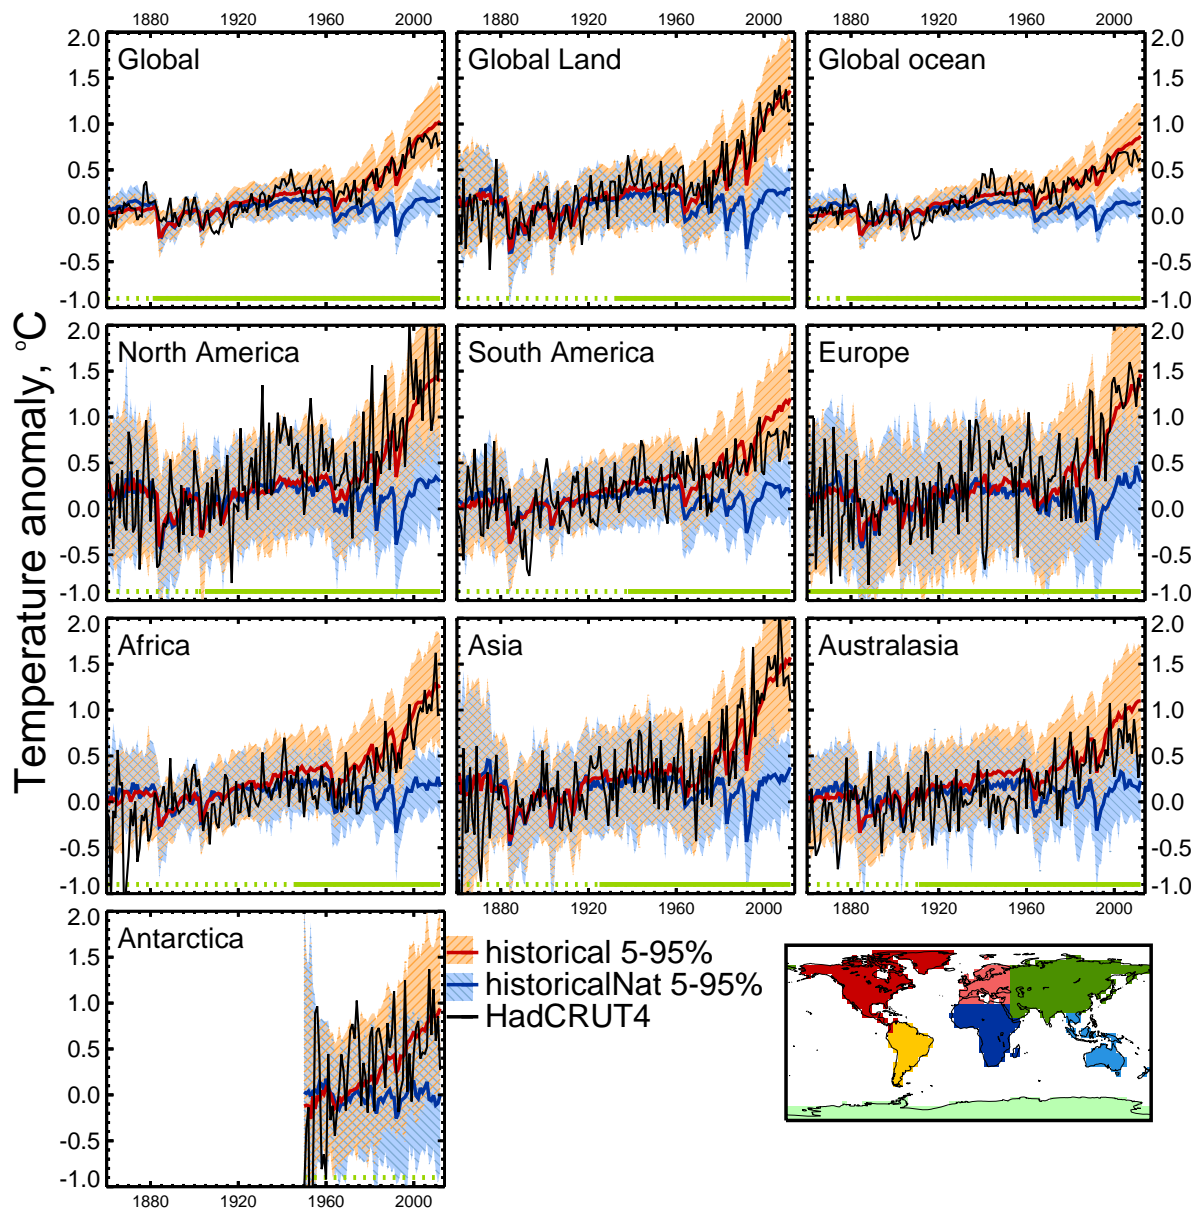 1880 1920 1960 2000 1880 1920 1960 2000 1880 1920 1960 2000
Temperature anomaly, °C
2.0 1.5 1.0 0.5 0.0 -0.5 -1.0
Global
Global Land
Global ocean
2.0 1.5 1.0 0.5 0.0 -0.5 -1.0
2.0 1.5 1.0 0.5 0.0 -0.5 -1.0
North America
South America
Europe
2.0 1.5 1.0 0.5 0.0 -0.5 -1.0
2.0 1.5 1.0 0.5 0.0 -0.5 -1.0
Africa
Asia
Australasia
2.0 1.5 1.0 0.5 0.0 -0.5 -1.0
1880 1920 1960 2000 1880 1920 1960 2000
2.0 1.5 1.0 0.5 0.0 -0.5 -1.0
Antarctica
historical 5-95%
historicalNat 5-95%
HadCRUT4
1880 1920 1960 2000